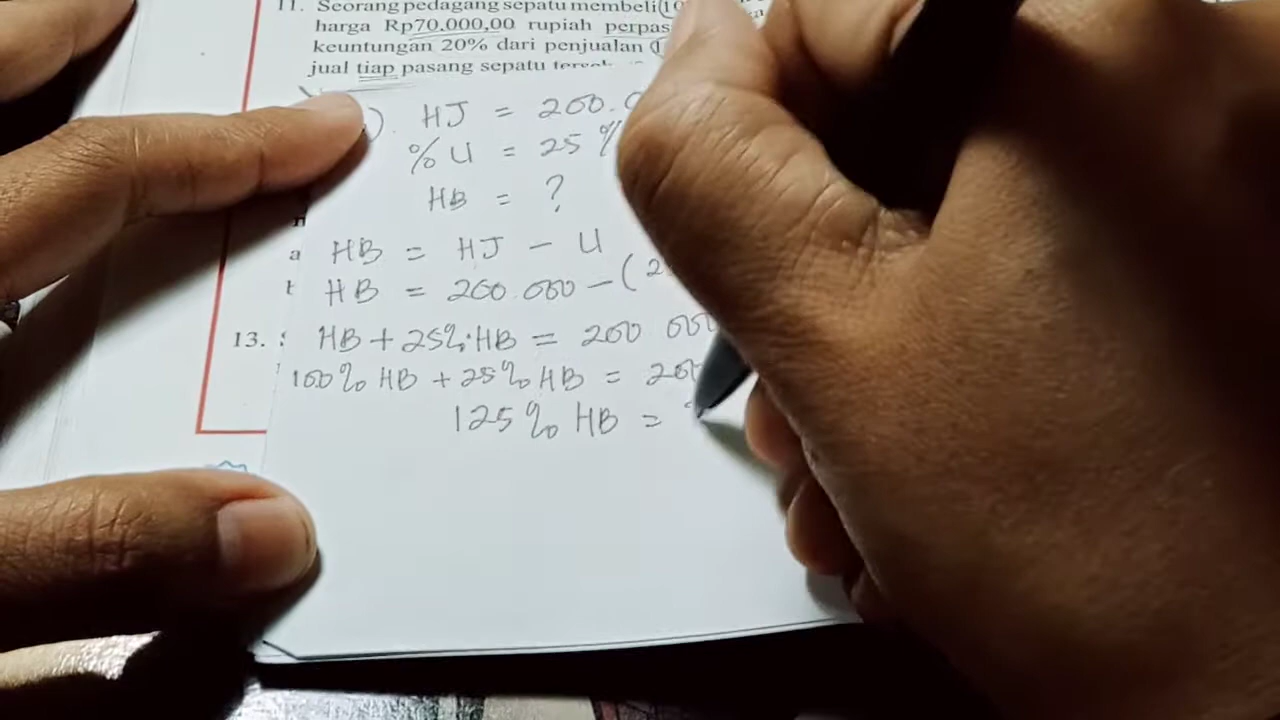 11. Seorang pedagang sepatu membeli (10
harga Rp70.000,00 rupiah perpas
keuntungan 20% dari penjualan
jual tiap pasang sepatu
HJ = 200.0
% U = 25 %
HB = ?
a HB = HJ - U
HB = 200.000 - ( 2
13. HB + 25%.HB = 200 000
100% HB + 25% HB = 200
125% HB =